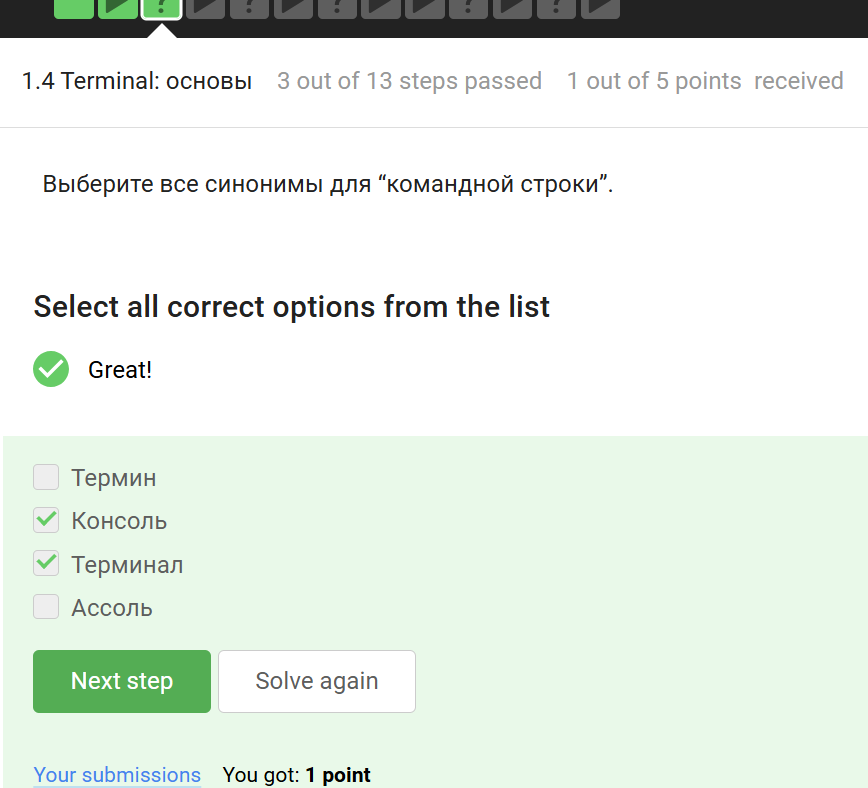 1.4 Terminal: основы 3 out of 13 steps passed 1 out of 5 points received
Выберите все синонимы для “командной строки”.
Select all correct options from the list
Great!
Термин
Консоль
Терминал
Ассоль
Next step Solve again
Your submissions You got: 1 point